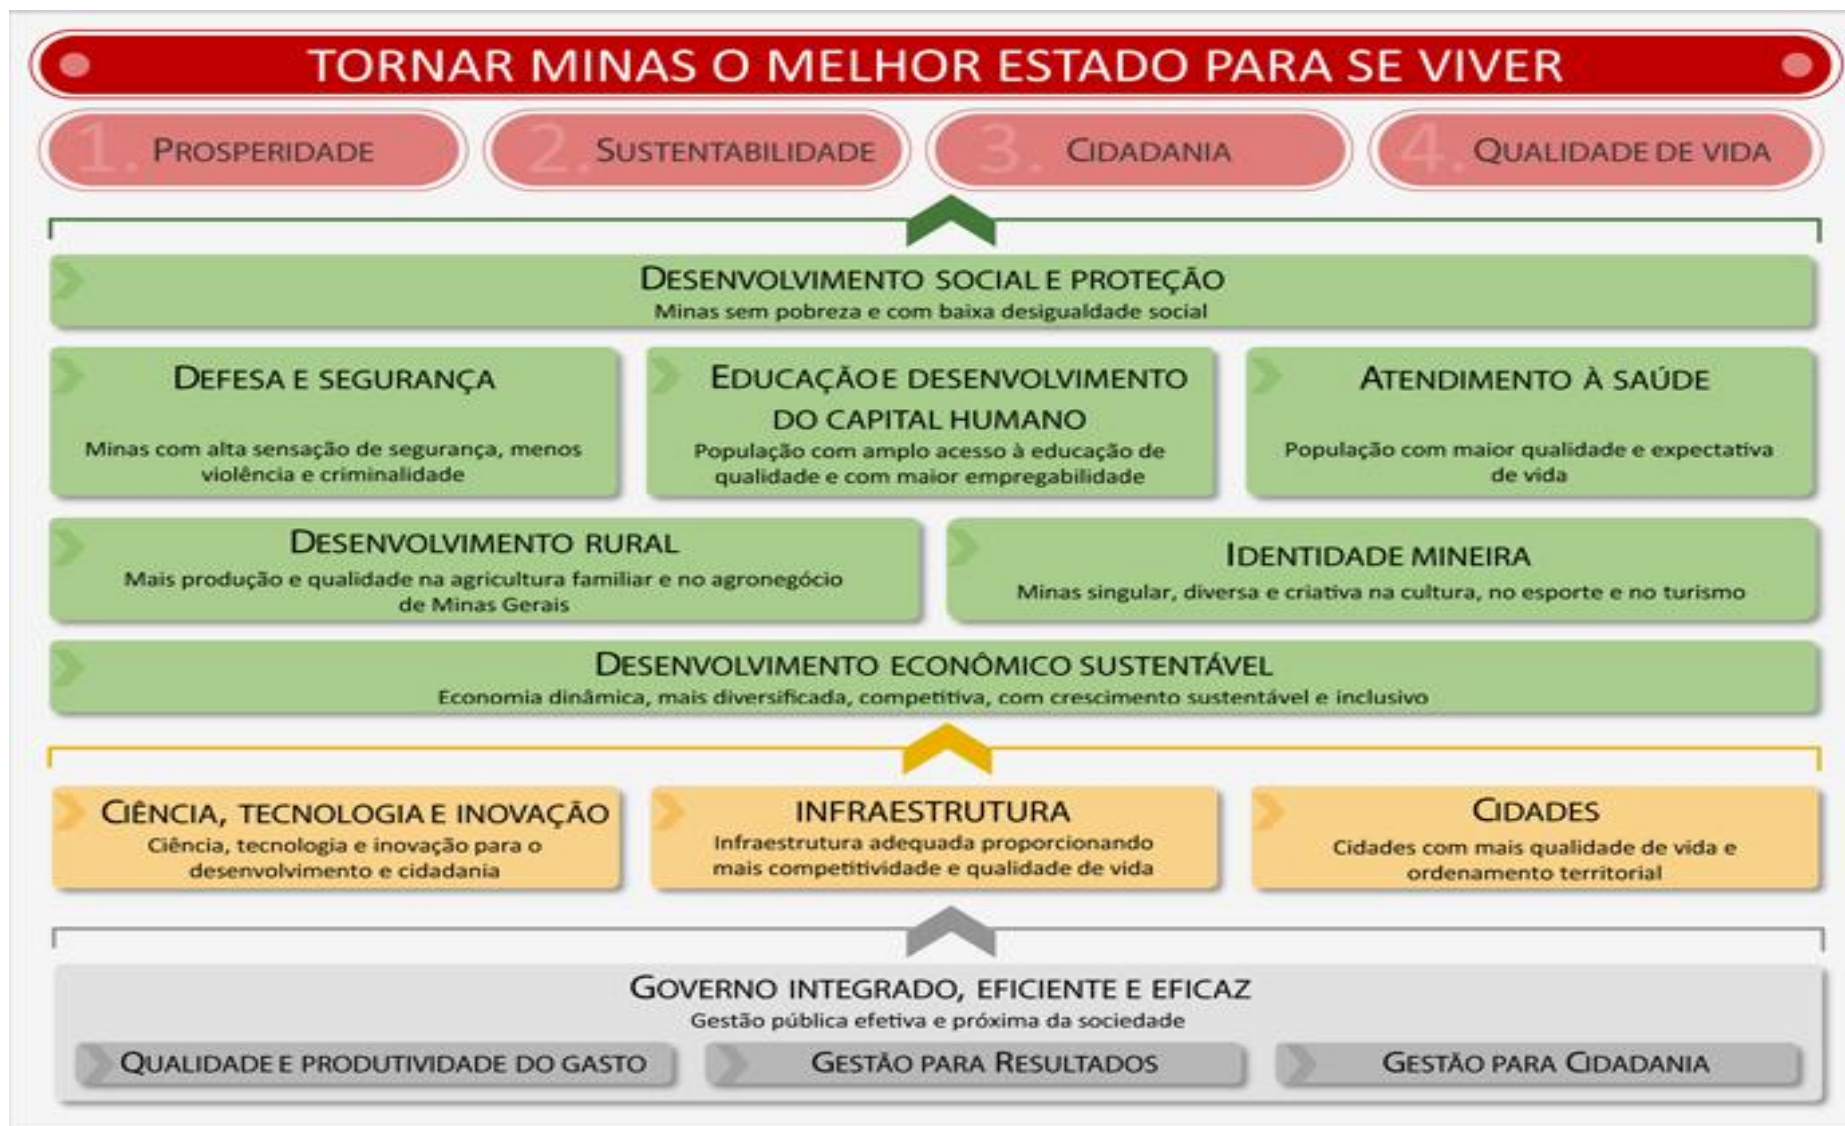 TORNAR MINAS O MELHOR ESTADO PARA SE VIVER
1. PROSPERIDADE
2. SUSTENTABILIDADE
3. CIDADANIA
4. QUALIDADE DE VIDA
DESENVOLVIMENTO SOCIAL E PROTEÇÃO
Minas sem pobreza e com baixa desigualdade social
DEFESA E SEGURANÇA
Minas com alta sensação de segurança, menos
violência e criminalidade
EDUCAÇÃO E DESENVOLVIMENTO
DO CAPITAL HUMANO
População com amplo acesso à educação de
qualidade e com maior empregabilidade
ATENDIMENTO À SAÚDE
População com maior qualidade e expectativa
de vida
DESENVOLVIMENTO RURAL
Mais produção e qualidade na agricultura familiar e no agronegócio
de Minas Gerais
IDENTIDADE MINEIRA
Minas singular, diversa e criativa na cultura, no esporte e no turismo
DESENVOLVIMENTO ECONÔMICO SUSTENTÁVEL
Economia dinâmica, mais diversificada, competitiva, com crescimento sustentável e inclusivo
CIÊNCIA, TECNOLOGIA E INOVAÇÃO
Ciência, tecnologia e inovação para o
desenvolvimento e cidadania
INFRAESTRUTURA
Infraestrutura adequada proporcionando
mais competitividade e qualidade de vida
CIDADES
Cidades com mais qualidade de vida e
ordenamento territorial
GOVERNO INTEGRADO, EFICIENTE E EFICAZ
Gestão pública efetiva e próxima da sociedade
QUALIDADE E PRODUTIVIDADE DO GASTO
GESTÃO PARA RESULTADOS
GESTÃO PARA CIDADANIA